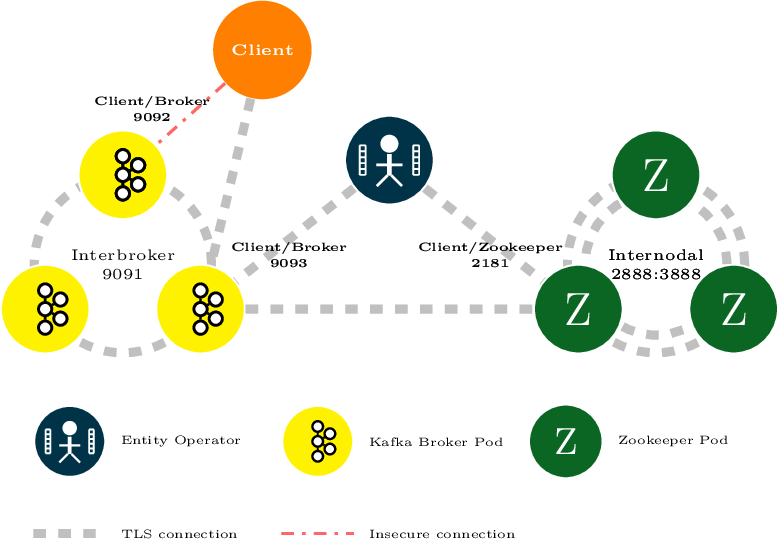 Client
Client/Broker
9092
Client/Broker
9093
Client/Zookeeper
2181
Interbroker
9091
Z
Internodal
2888:3888
Z
Z
Entity Operator
Kafka Broker Pod
Z
Zookeeper Pod
TLS connection
Insecure connection